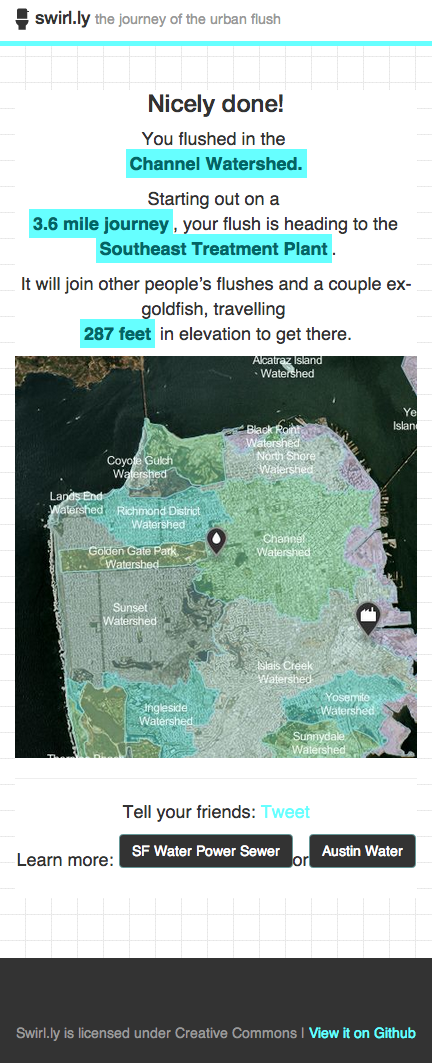 swirl.ly the journey of the urban flush
Nicely done!
You flushed in the
Channel Watershed.
Starting out on a
3.6 mile journey, your flush is heading to the
Southeast Treatment Plant.
It will join other people's flushes and a couple ex-
goldfish, travelling
287 feet in elevation to get there.
Alcatraz Island
Watershed
Black Point
Watershed
North Shore
Watershed
Coyote Gulch
Watershed
Lands End
Watershed
Richmond District
Watershed
Channel
Watershed
Golden Gate Park
Watershed
Sunset
Watershed
Islais Creek
Watershed
Yosemite
Watershed
Ingleside
Watershed
Sunnydale
Watershed
Tell your friends: Tweet
Learn more: SF Water Power Sewer or Austin Water
Swirl.ly is licensed under Creative Commons | View it on Github